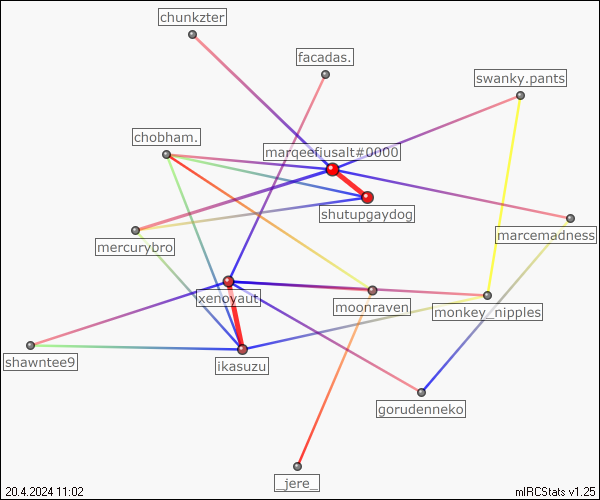 chunkzter
facadas.
swanky.pants
chobham.
marqeefjusalt#0000
shutupgaydog
marcemadness
mercurybro
xenoyaut
moonraven
monkey_nipples
shawntee9
ikasuzu
gorudenneko
_jere_
20.4.2024 11:02
mIRCStats v1.25